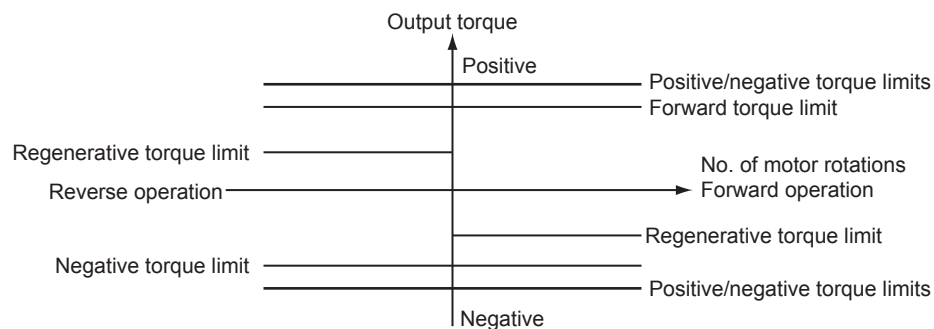 Output torque
Positive
Positive/negative torque limits
Forward torque limit
Regenerative torque limit
No. of motor rotations
Reverse operation
Forward operation
Regenerative torque limit
Negative torque limit
Positive/negative torque limits
Negative